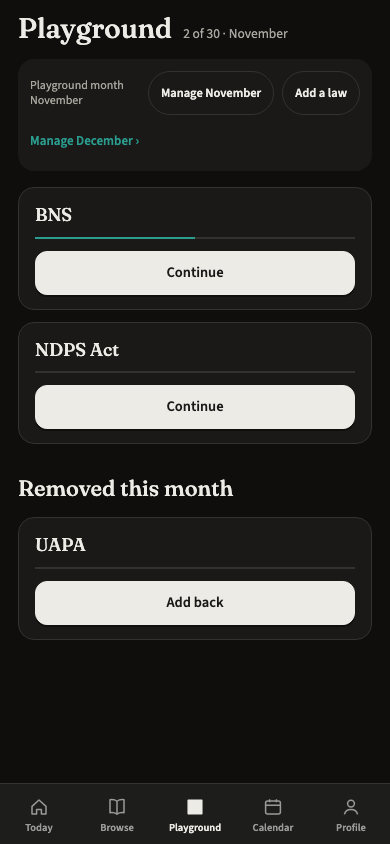 Playground 2 of 30 · November
Playground month
November
Manage November
Add a law
Manage December ›
BNS
Continue
NDPS Act
Continue
Removed this month
UAPA
Add back
Today
Browse
Playground
Calendar
Profile